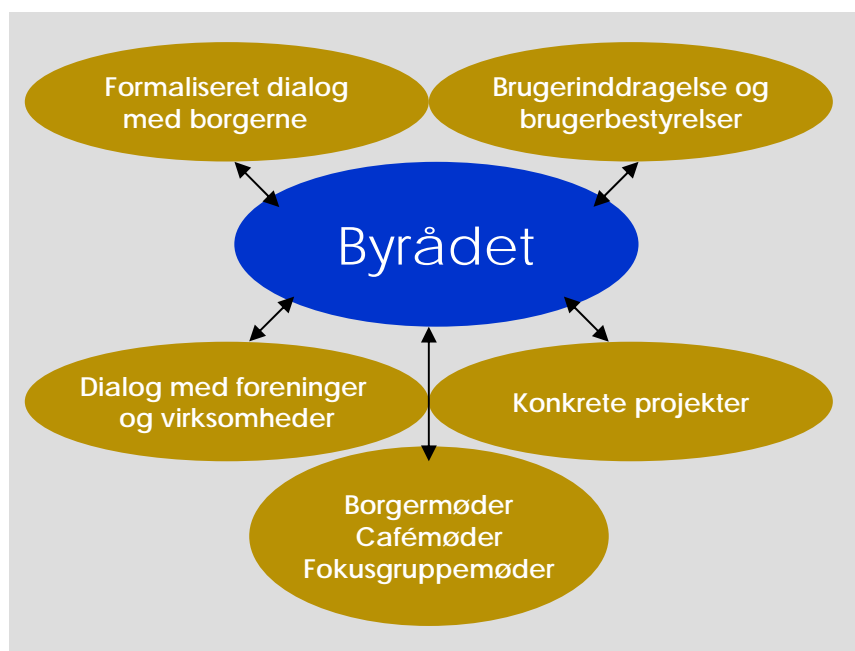 Formaliseret dialog
med borgerne
Brugerinddragelse og
brugerbestyrelser
Byrådet
Dialog med foreninger
og virksomheder
Konkrete projekter
Borgermøder
Cafémøder
Fokusgruppemøder